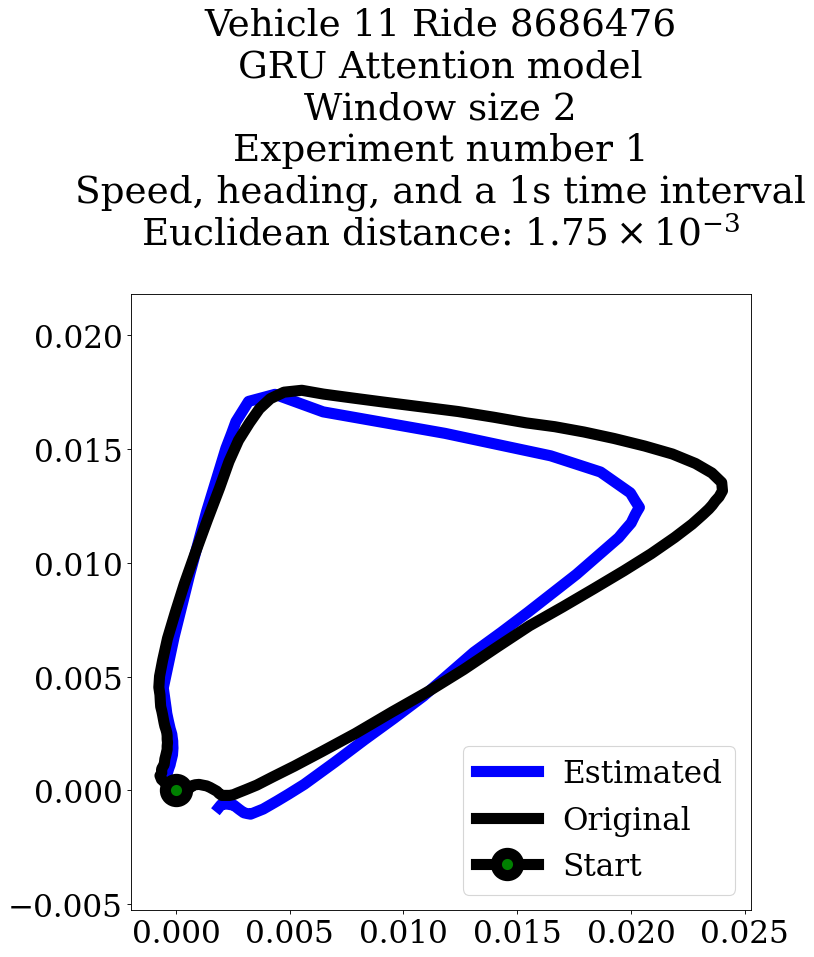 Vehicle 11 Ride 8686476
GRU Attention model
Window size 2
Experiment number 1
Speed, heading, and a 1s time interval
Euclidean distance: 1.75 × 10⁻³
0.020
0.015
0.010
0.005
0.000
−0.005
Estimated
Original
Start
0.000 0.005 0.010 0.015 0.020 0.025